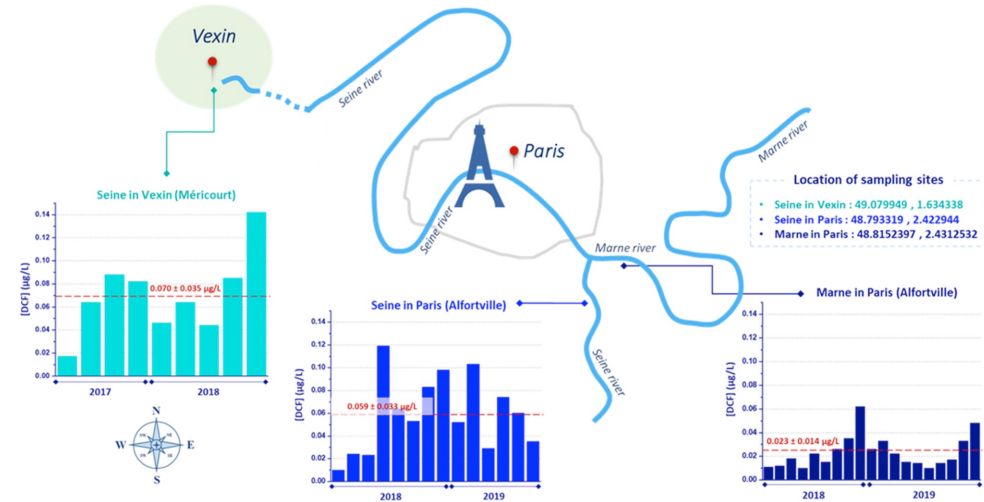 Vexin
Seine river
Marne river
Paris
Seine river
Marne river
Seine river
Location of sampling sites
• Seine in Vexin : 49.079949 , 1.634338
• Seine in Paris : 48.793319 , 2.422944
• Marne in Paris : 48.8152397 , 2.4312532
Seine in Vexin (Méricourt)
[DCF] (µg/L)
0.14
0.12
0.10
0.08
0.06
0.04
0.02
0.00
0.070 ± 0.035 µg/L
2017
2018
Seine in Paris (Alfortville)
[DCF] (µg/L)
0.14
0.12
0.10
0.08
0.06
0.04
0.02
0.00
0.059 ± 0.033 µg/L
2018
2019
Marne in Paris (Alfortville)
[DCF] (µg/L)
0.14
0.12
0.10
0.08
0.06
0.04
0.02
0.00
0.023 ± 0.014 µg/L
2018
2019
N
W
E
S